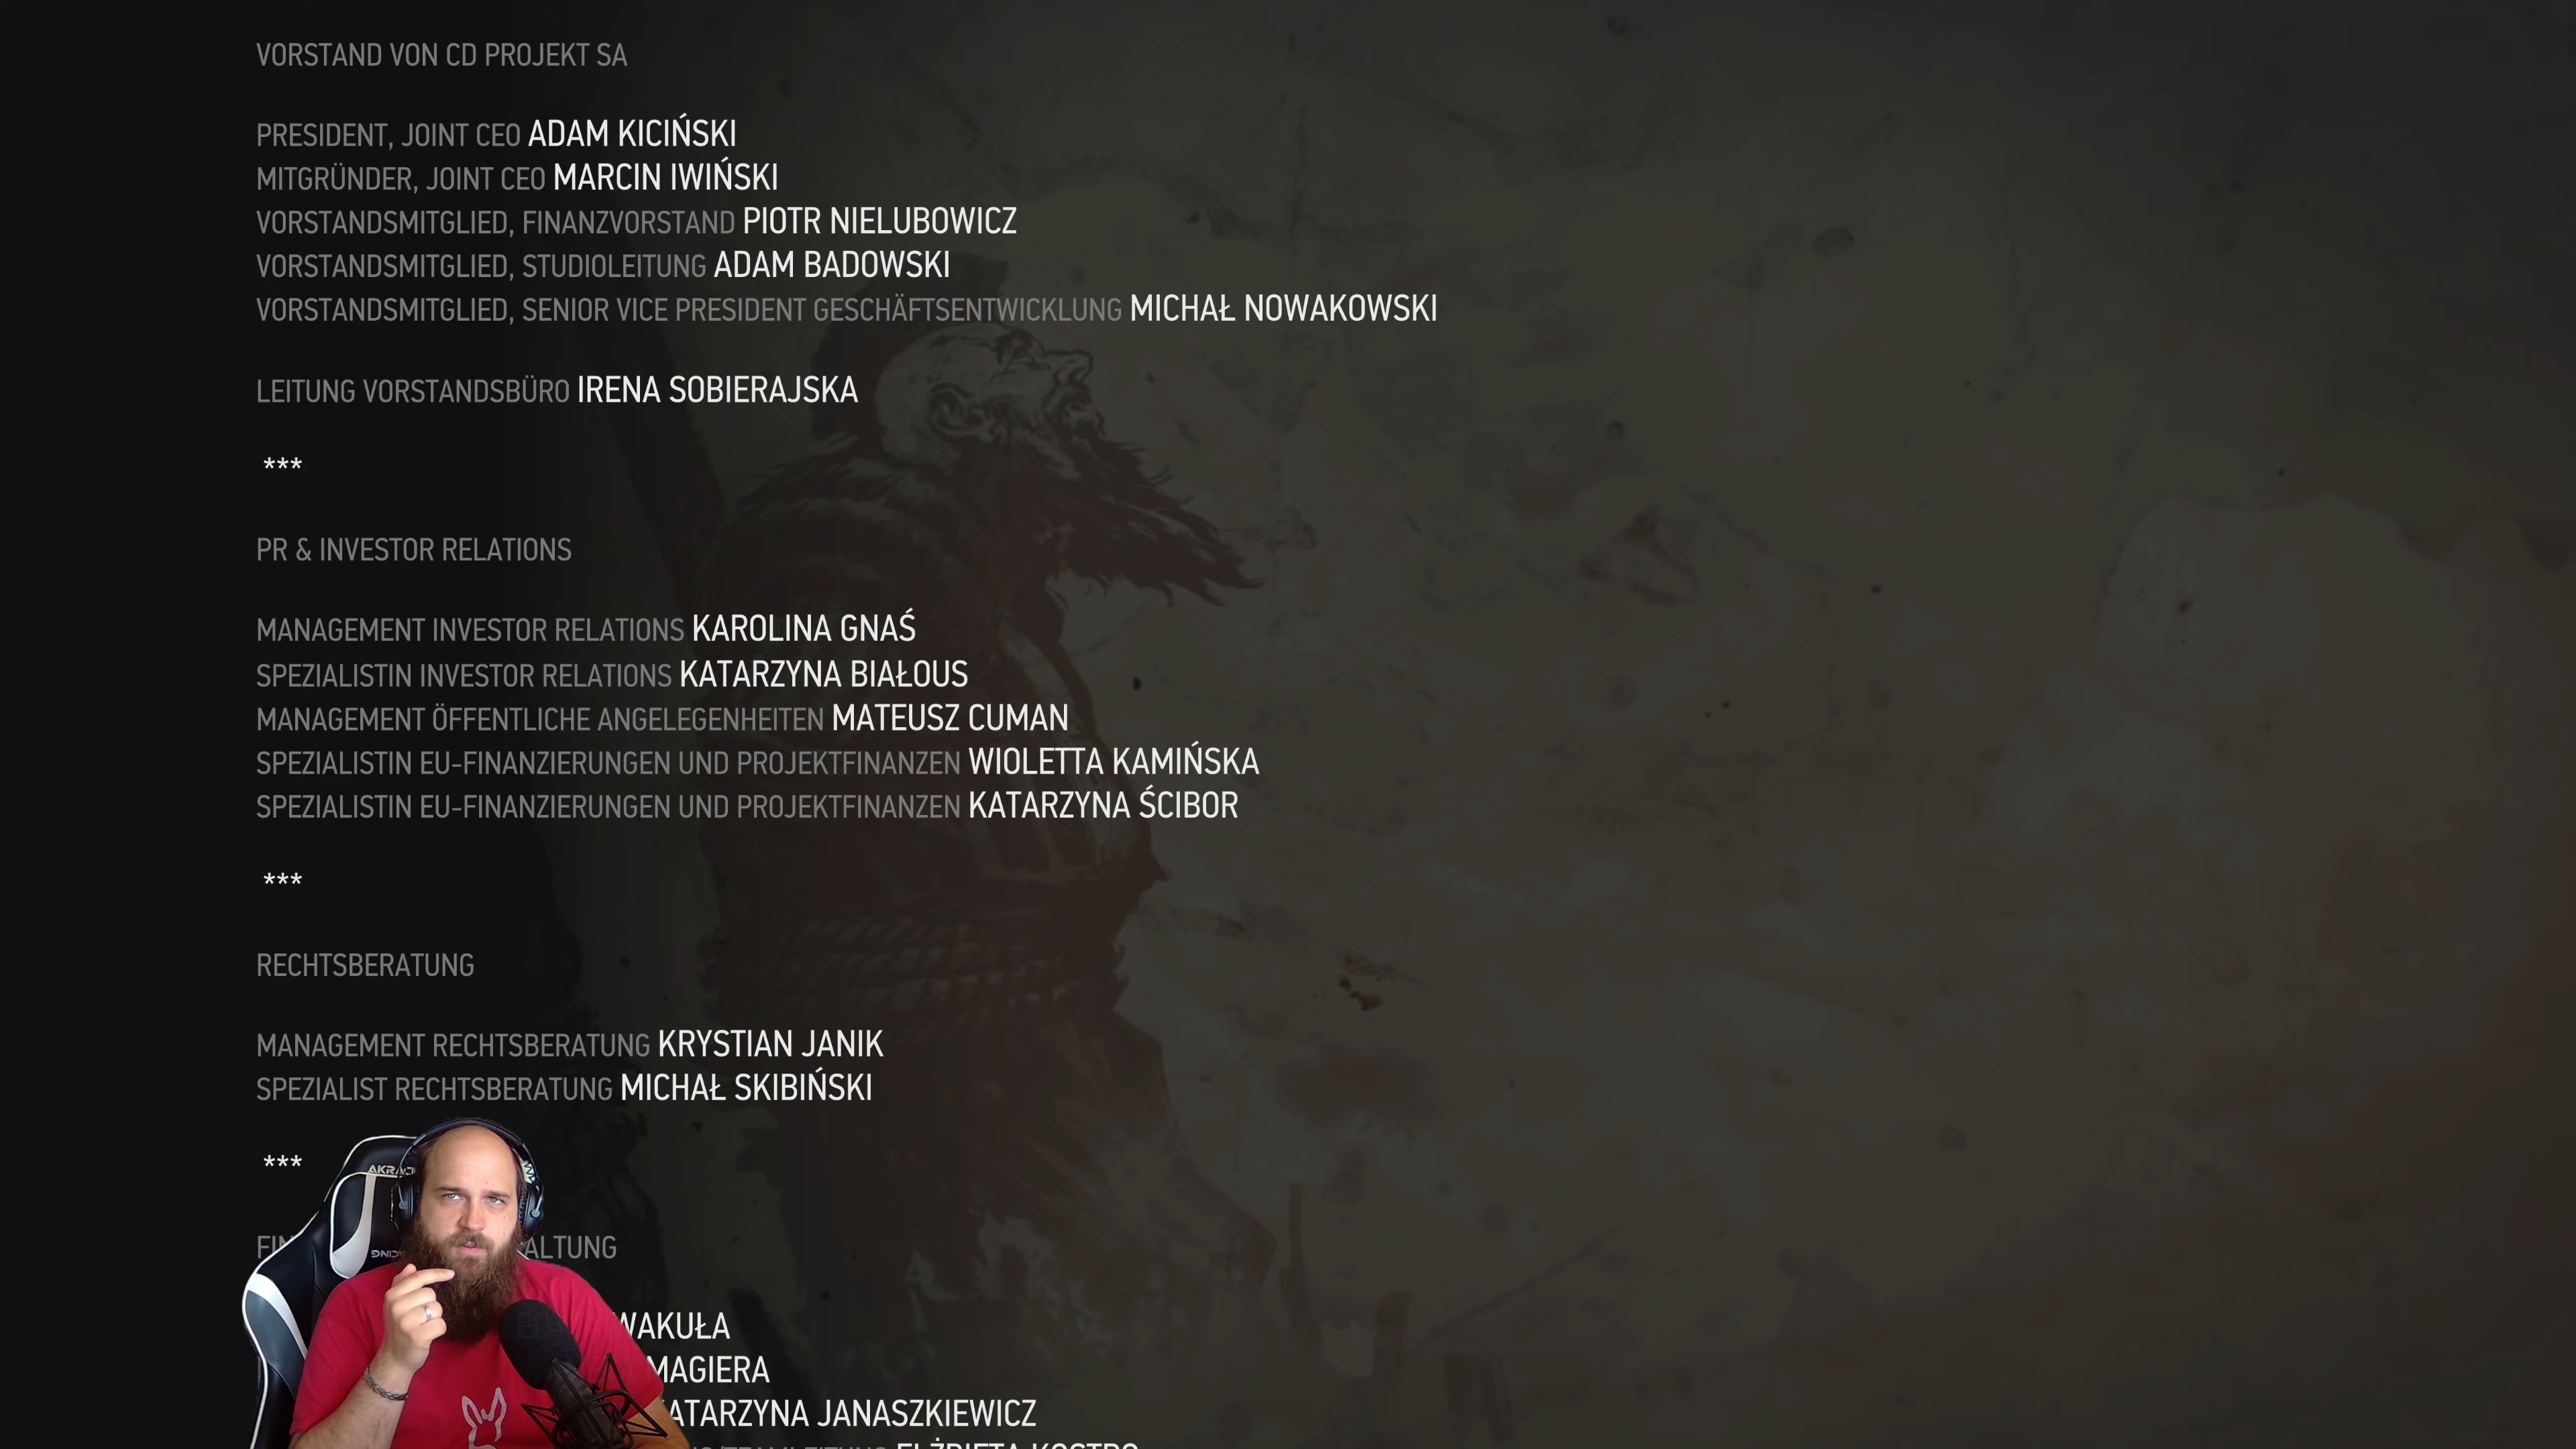 VORSTAND VON CD PROJEKT SA
PRESIDENT, JOINT CEO ADAM KICIŃSKI
MITGRÜNDER, JOINT CEO MARCIN IWIŃSKI
VORSTANDSMITGLIED, FINANZVORSTAND PIOTR NIELUBOWICZ
VORSTANDSMITGLIED, STUDIOLEITUNG ADAM BADOWSKI
VORSTANDSMITGLIED, SENIOR VICE PRESIDENT GESCHÄFTSENTWICKLUNG MICHAŁ NOWAKOWSKI
LEITUNG VORSTANDSBÜRO IRENA SOBIERAJSKA
***
PR & INVESTOR RELATIONS
MANAGEMENT INVESTOR RELATIONS KAROLINA GNAŚ
SPEZIALISTIN INVESTOR RELATIONS KATARZYNA BIAŁOUS
MANAGEMENT ÖFFENTLICHE ANGELEGENHEITEN MATEUSZ CUMAN
SPEZIALISTIN EU-FINANZIERUNGEN UND PROJEKTFINANZEN WIOLETTA KAMIŃSKA
SPEZIALISTIN EU-FINANZIERUNGEN UND PROJEKTFINANZEN KATARZYNA ŚCIBOR
***
RECHTSBERATUNG
MANAGEMENT RECHTSBERATUNG KRYSTIAN JANIK
SPEZIALIST RECHTSBERATUNG MICHAŁ SKIBIŃSKI
***
WAKUŁA
MAGIERA
ATARZYNA JANASZKIEWICZ
ELŻBIETA KOSTRO